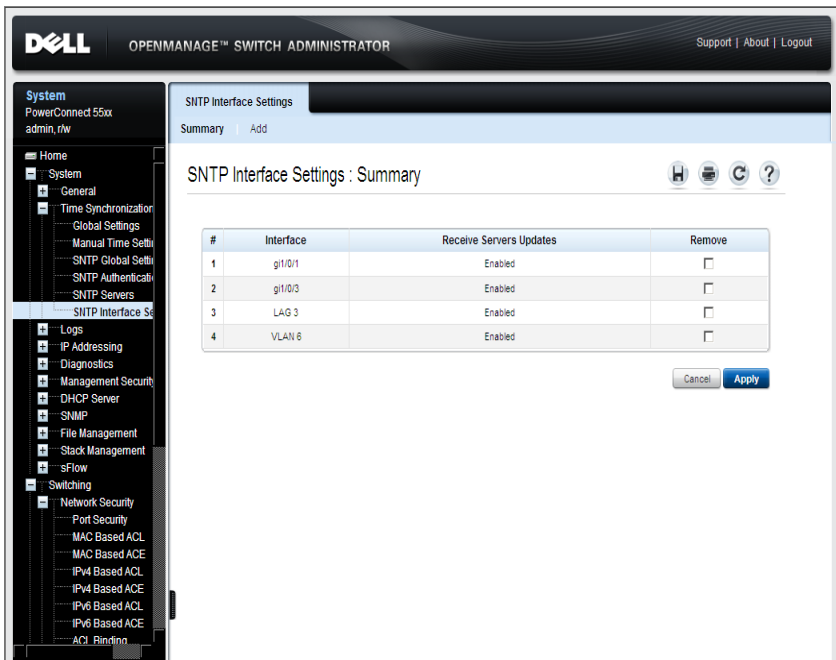 DELL OPENMANAGE™ SWITCH ADMINISTRATOR
Support | About | Logout
System
PowerConnect 55xx
admin, r/w
Home
System
General
Time Synchronization
Global Settings
Manual Time Settin
SNTP Global Settin
SNTP Authenticatio
SNTP Servers
SNTP Interface Se
Logs
IP Addressing
Diagnostics
Management Security
DHCP Server
SNMP
File Management
Stack Management
sFlow
Switching
Network Security
Port Security
MAC Based ACL
MAC Based ACE
IPv4 Based ACL
IPv4 Based ACE
IPv6 Based ACL
IPv6 Based ACE
ACL Binding
SNTP Interface Settings
Summary Add
SNTP Interface Settings : Summary
# Interface Receive Servers Updates Remove
1 gi1/0/1 Enabled
2 gi1/0/3 Enabled
3 LAG 3 Enabled
4 VLAN 6 Enabled
Cancel Apply